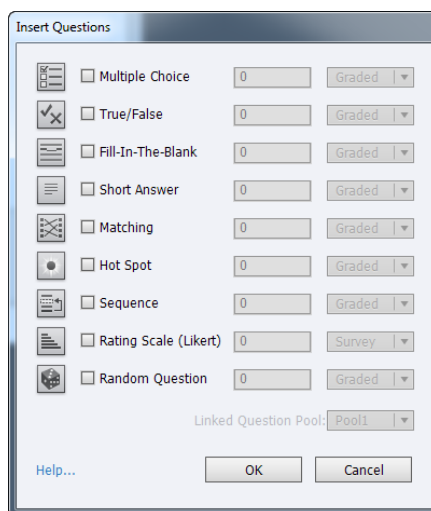 Insert Questions
Multiple Choice 0 Graded
True/False 0 Graded
Fill-In-The-Blank 0 Graded
Short Answer 0 Graded
Matching 0 Graded
Hot Spot 0 Graded
Sequence 0 Graded
Rating Scale (Likert) 0 Survey
Random Question 0 Graded
Linked Question Pool: Pool1
Help... OK Cancel